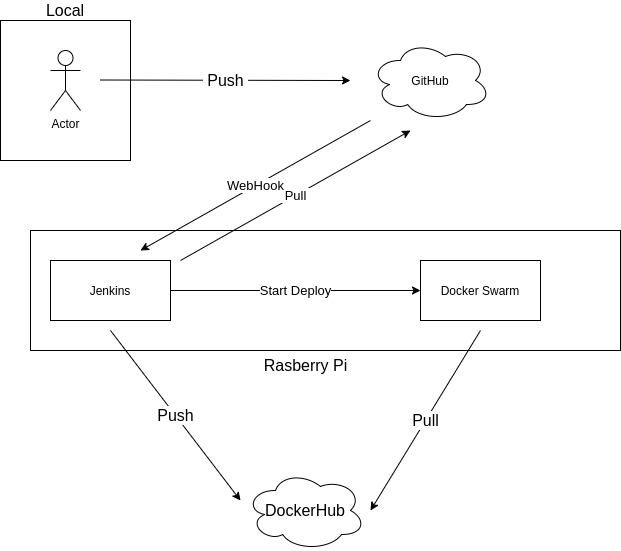 Local
Actor
Push
GitHub
WebHook
Pull
Jenkins
Start Deploy
Docker Swarm
Rasberry Pi
Push
Pull
DockerHub